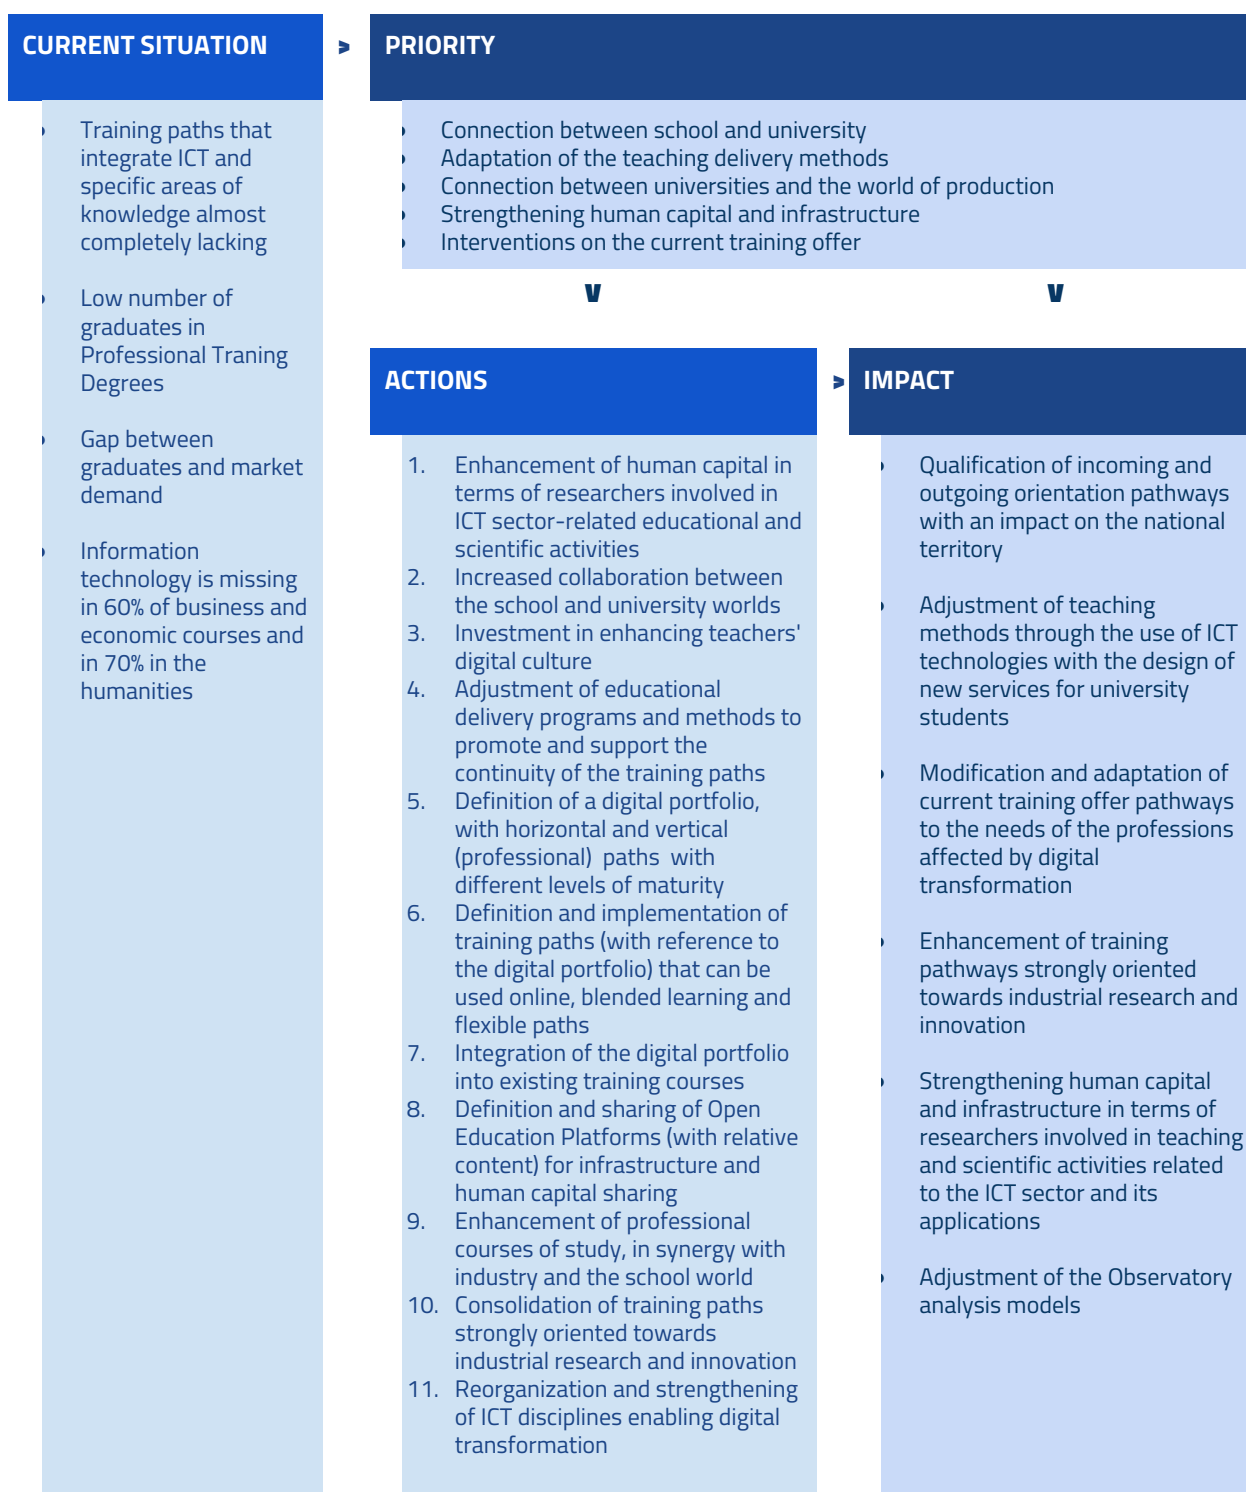 CURRENT SITUATION
>
PRIORITY
• Training paths that
integrate ICT and
specific areas of
knowledge almost
completely lacking
• Low number of
graduates in
Professional Traning
Degrees
• Gap between
graduates and market
demand
• Information
technology is missing
in 60% of business and
economic courses and
in 70% in the
humanities
• Connection between school and university
• Adaptation of the teaching delivery methods
• Connection between universities and the world of production
• Strengthening human capital and infrastructure
• Interventions on the current training offer
V V
ACTIONS
>
IMPACT
1. Enhancement of human capital in
terms of researchers involved in
ICT sector-related educational and
scientific activities
2. Increased collaboration between
the school and university worlds
3. Investment in enhancing teachers'
digital culture
4. Adjustment of educational
delivery programs and methods to
promote and support the
continuity of the training paths
5. Definition of a digital portfolio,
with horizontal and vertical
(professional) paths with
different levels of maturity
6. Definition and implementation of
training paths (with reference to
the digital portfolio) that can be
used online, blended learning and
flexible paths
7. Integration of the digital portfolio
into existing training courses
8. Definition and sharing of Open
Education Platforms (with relative
content) for infrastructure and
human capital sharing
9. Enhancement of professional
courses of study, in synergy with
industry and the school world
10. Consolidation of training paths
strongly oriented towards
industrial research and innovation
11. Reorganization and strengthening
of ICT disciplines enabling digital
transformation
• Qualification of incoming and
outgoing orientation pathways
with an impact on the national
territory
• Adjustment of teaching
methods through the use of ICT
technologies with the design of
new services for university
students
• Modification and adaptation of
current training offer pathways
to the needs of the professions
affected by digital
transformation
• Enhancement of training
pathways strongly oriented
towards industrial research and
innovation
• Strengthening human capital
and infrastructure in terms of
researchers involved in teaching
and scientific activities related
to the ICT sector and its
applications
• Adjustment of the Observatory
analysis models